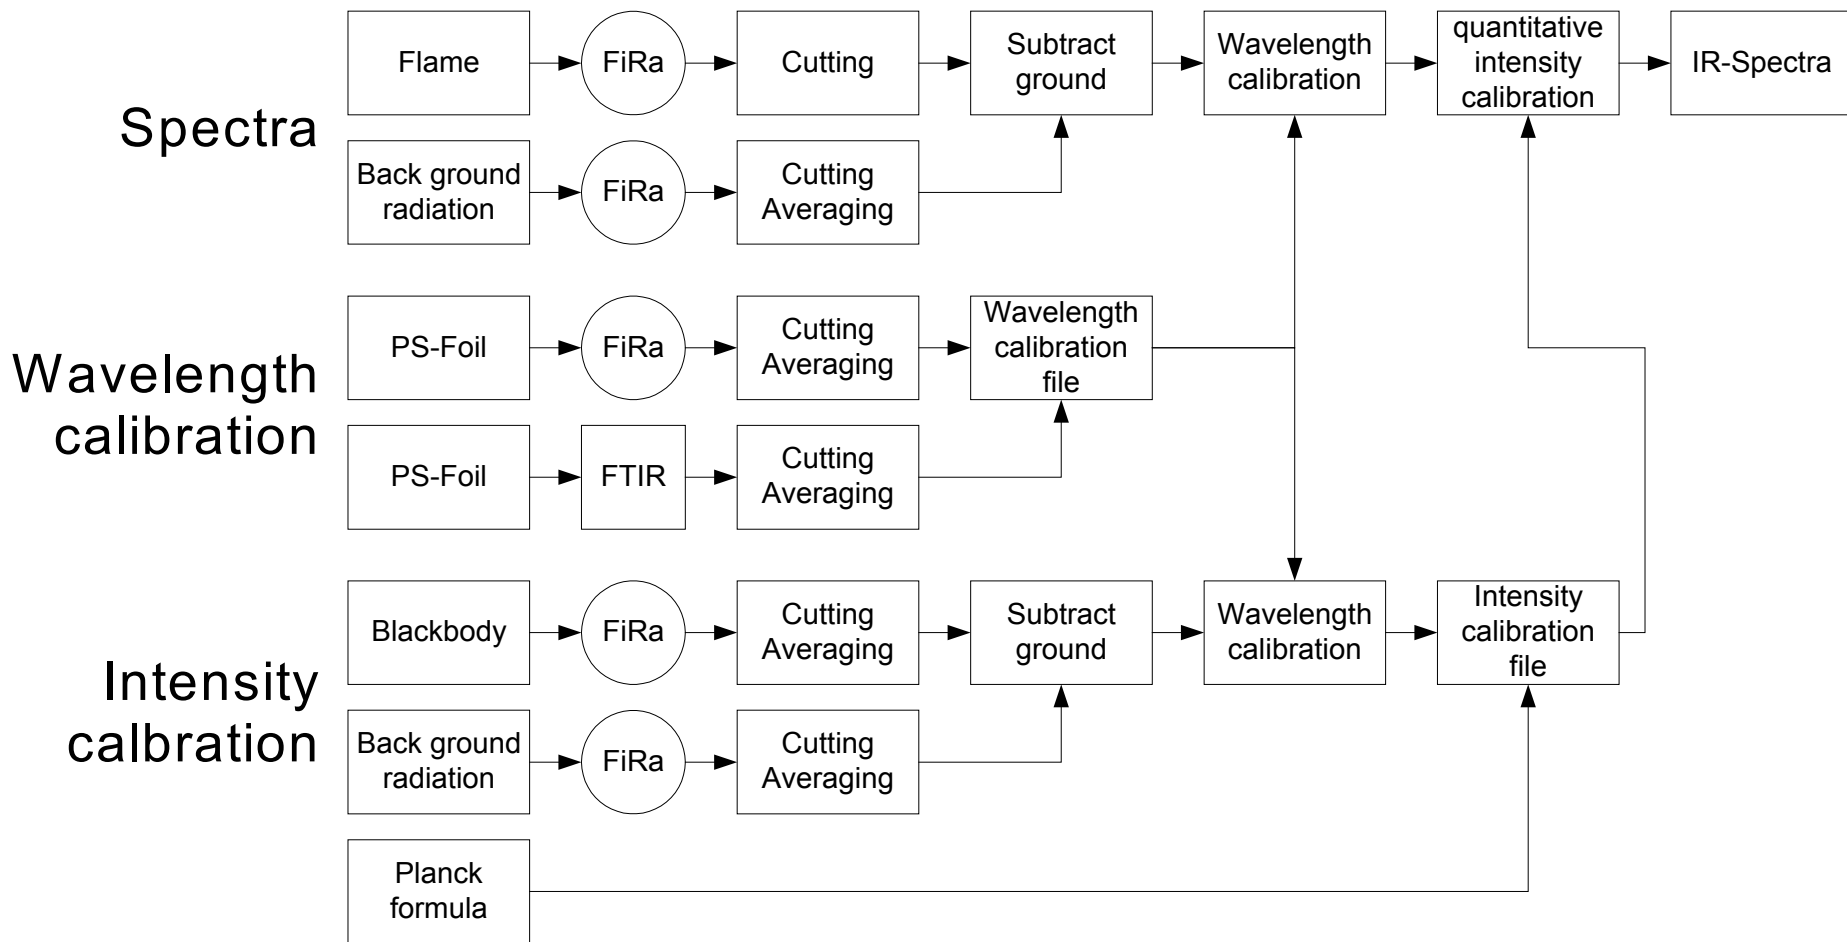 Spectra
Flame
FiRa
Cutting
Subtract
ground
Wavelength
calibration
quantitative
intensity
calibration
IR-Spectra
Back ground
radiation
FiRa
Cutting
Averaging
Wavelength
calibration
PS-Foil
FiRa
Cutting
Averaging
Wavelength
calibration
file
PS-Foil
FTIR
Cutting
Averaging
Intensity
calbration
Blackbody
FiRa
Cutting
Averaging
Subtract
ground
Wavelength
calibration
Intensity
calibration
file
Back ground
radiation
FiRa
Cutting
Averaging
Planck
formula